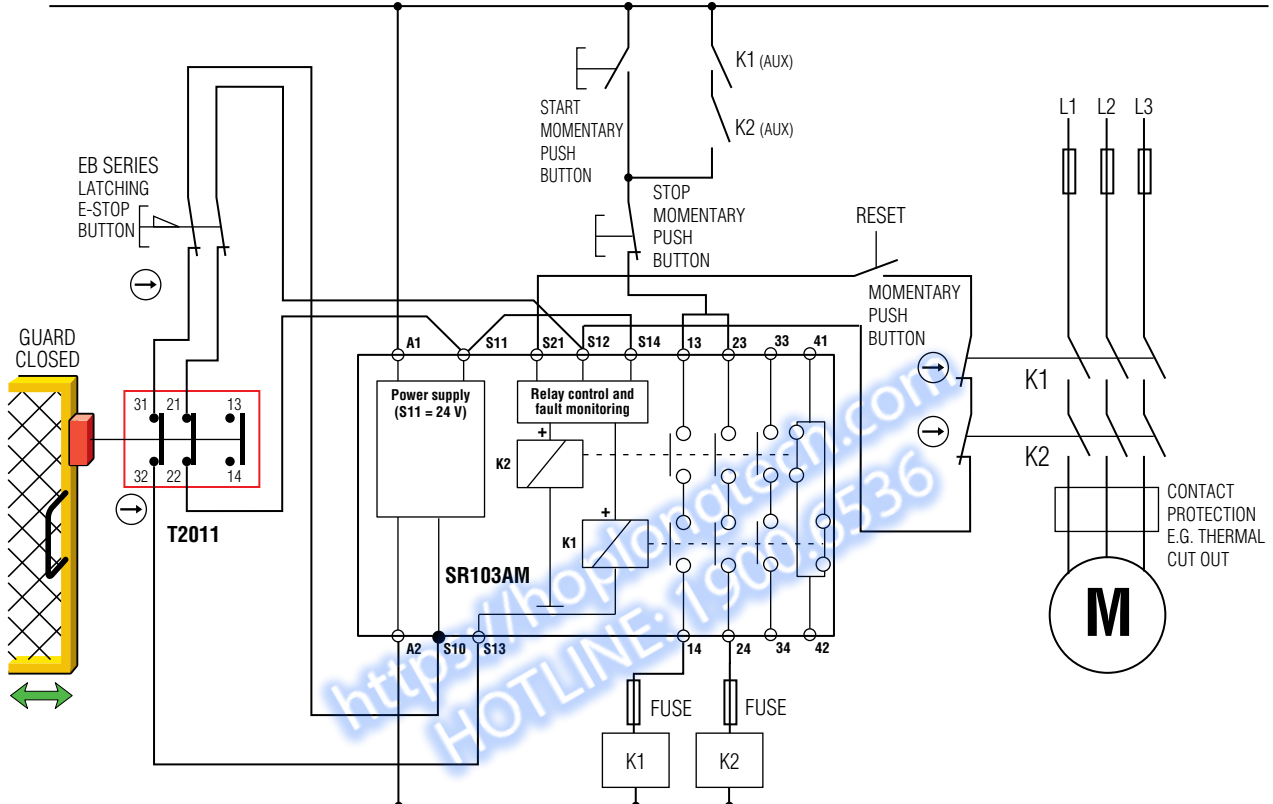 K1 (AUX)
K2 (AUX)
START
MOMENTARY
PUSH
BUTTON
L1 L2 L3
EB SERIES
LATCHING
E-STOP
BUTTON
STOP
MOMENTARY
PUSH
BUTTON
RESET
MOMENTARY
PUSH
BUTTON
GUARD
CLOSED
A1 S11 S21 S12 S14 13 23 33 41
Power supply
(S11 = 24 V)
Relay control and
fault monitoring
31 21 13
32 22 14
T2011
+
K2
+
K1
SR103AM
K1
K2
CONTACT
PROTECTION
E.G. THERMAL
CUT OUT
M
A2 S10 S13 14 24 34 42
FUSE FUSE
K1 K2
https://hoplongtech.com
HOTLINE: 1900.6536